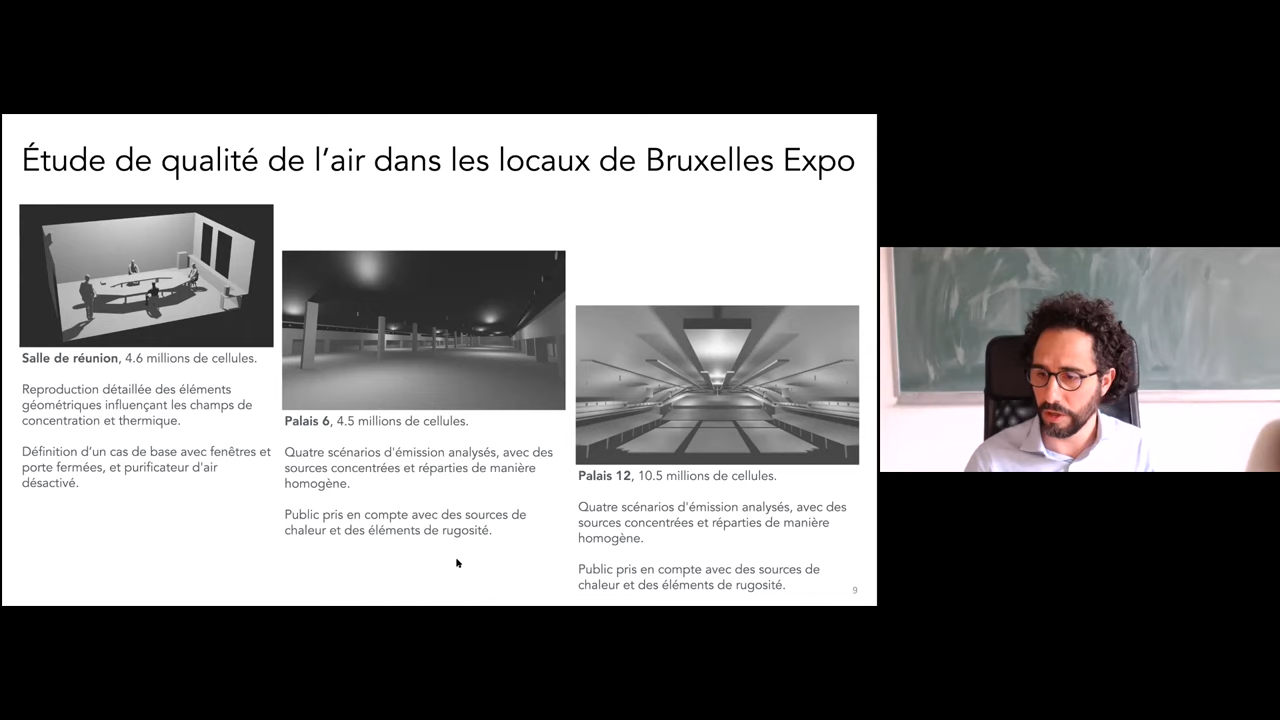 Étude de qualité de l’air dans les locaux de Bruxelles Expo
Salle de réunion, 4.6 millions de cellules.
Reproduction détaillée des éléments
géométriques influençant les champs de
concentration et thermique.
Définition d’un cas de base avec fenêtres et
porte fermées, et purificateur d'air
désactivé.
Palais 6, 4.5 millions de cellules.
Quatre scénarios d'émission analysés, avec des
sources concentrées et réparties de manière
homogène.
Public pris en compte avec des sources de
chaleur et des éléments de rugosité.
Palais 12, 10.5 millions de cellules.
Quatre scénarios d'émission analysés, avec des
sources concentrées et réparties de manière
homogène.
Public pris en compte avec des sources de
chaleur et des éléments de rugosité.
9